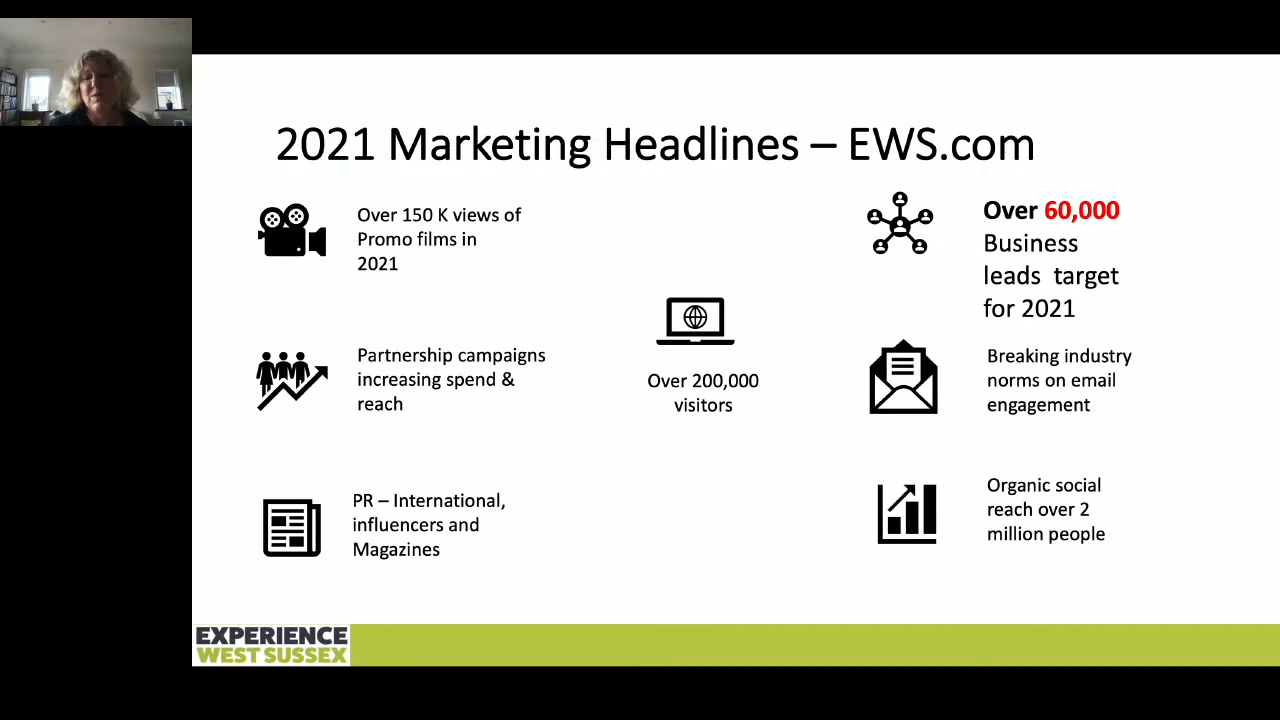 2021 Marketing Headlines – EWS.com
Over 150 K views of
Promo films in
2021
Partnership campaigns
increasing spend &
reach
PR – International,
influencers and
Magazines
Over 200,000
visitors
Over 60,000
Business
leads target
for 2021
Breaking industry
norms on email
engagement
Organic social
reach over 2
million people
EXPERIENCE
WEST SUSSEX